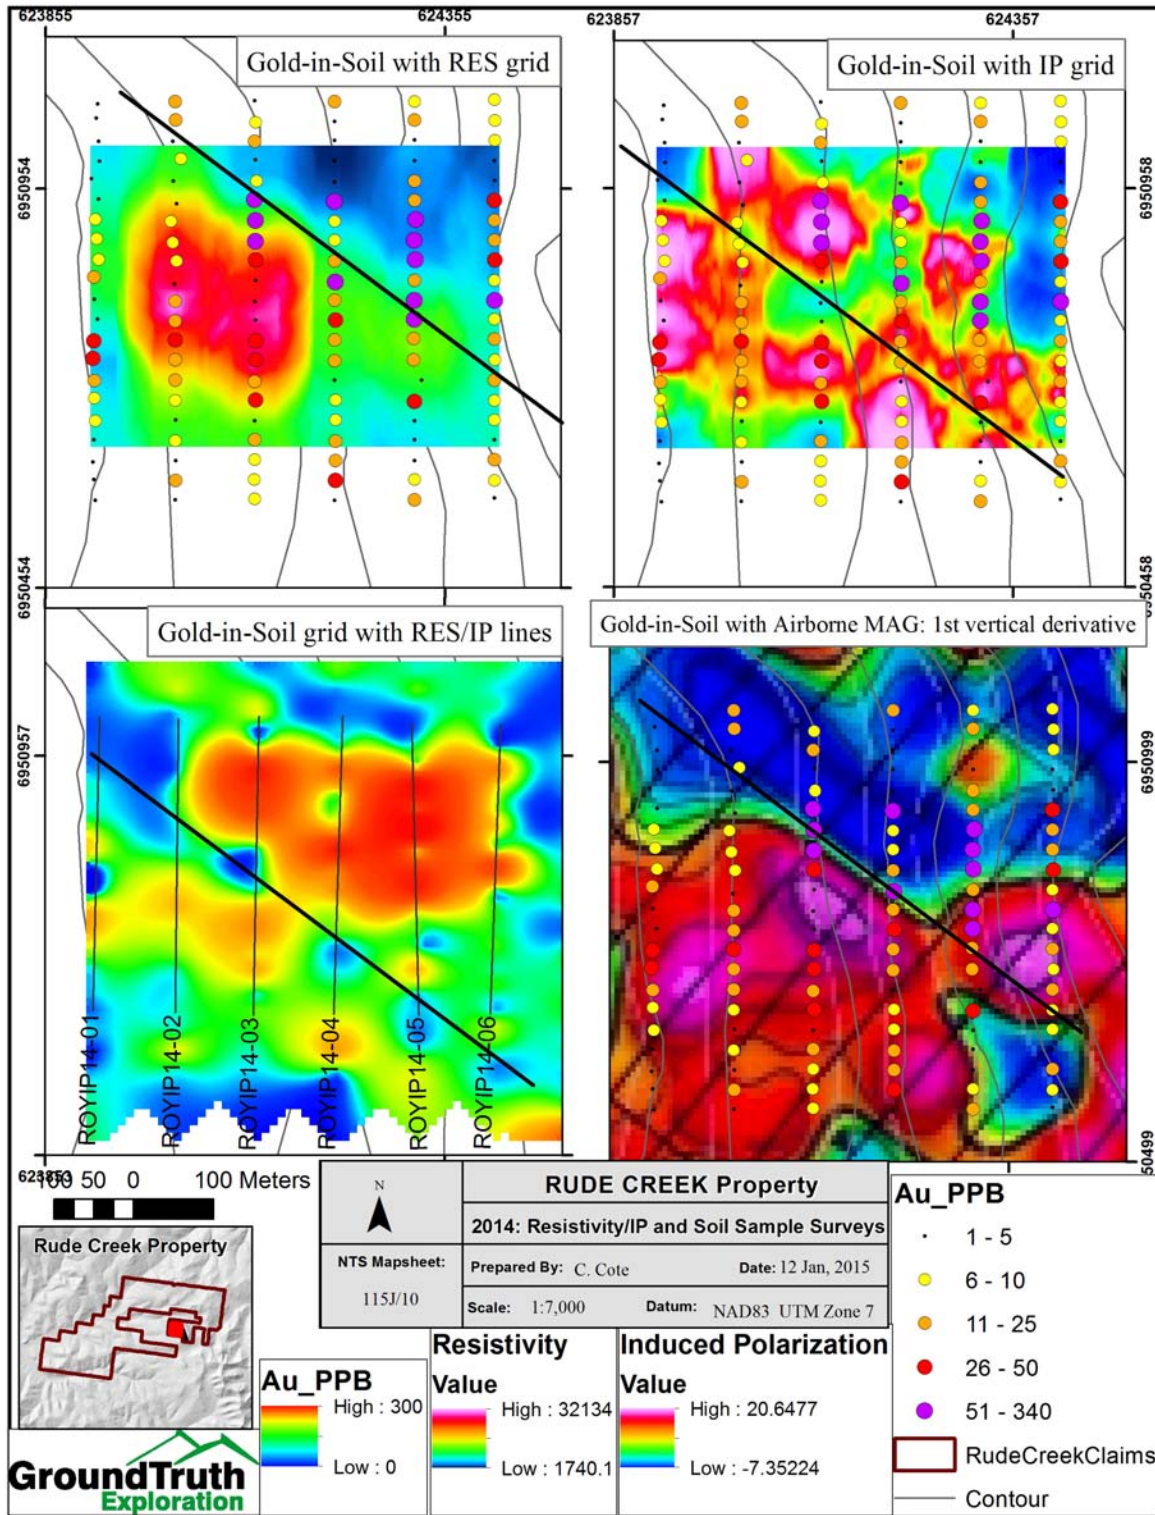 623855
624355
623857
624357
Gold-in-Soil with RES grid
Gold-in-Soil with IP grid
6950954
6950958
6950454
6950458
Gold-in-Soil grid with RES/IP lines
Gold-in-Soil with Airborne MAG: 1st vertical derivative
6950957
6950999
ROYIP14-01
ROYIP14-02
ROYIP14-03
ROYIP14-04
ROYIP14-05
ROYIP14-06
50499
623853
100 50 0 100 Meters
N
RUDE CREEK Property
2014: Resistivity/IP and Soil Sample Surveys
NTS Mapsheet:
115J/10
Prepared By: C. Cote
Date: 12 Jan, 2015
Scale: 1:7,000
Datum: NAD83 UTM Zone 7
Rude Creek Property
Au_PPB
High : 300
Low : 0
Resistivity
Value
High : 32134
Low : 1740.1
Induced Polarization
Value
High : 20.6477
Low : -7.35224
Au_PPB
1 - 5
6 - 10
11 - 25
26 - 50
51 - 340
RudeCreekClaims
Contour
GroundTruth
Exploration